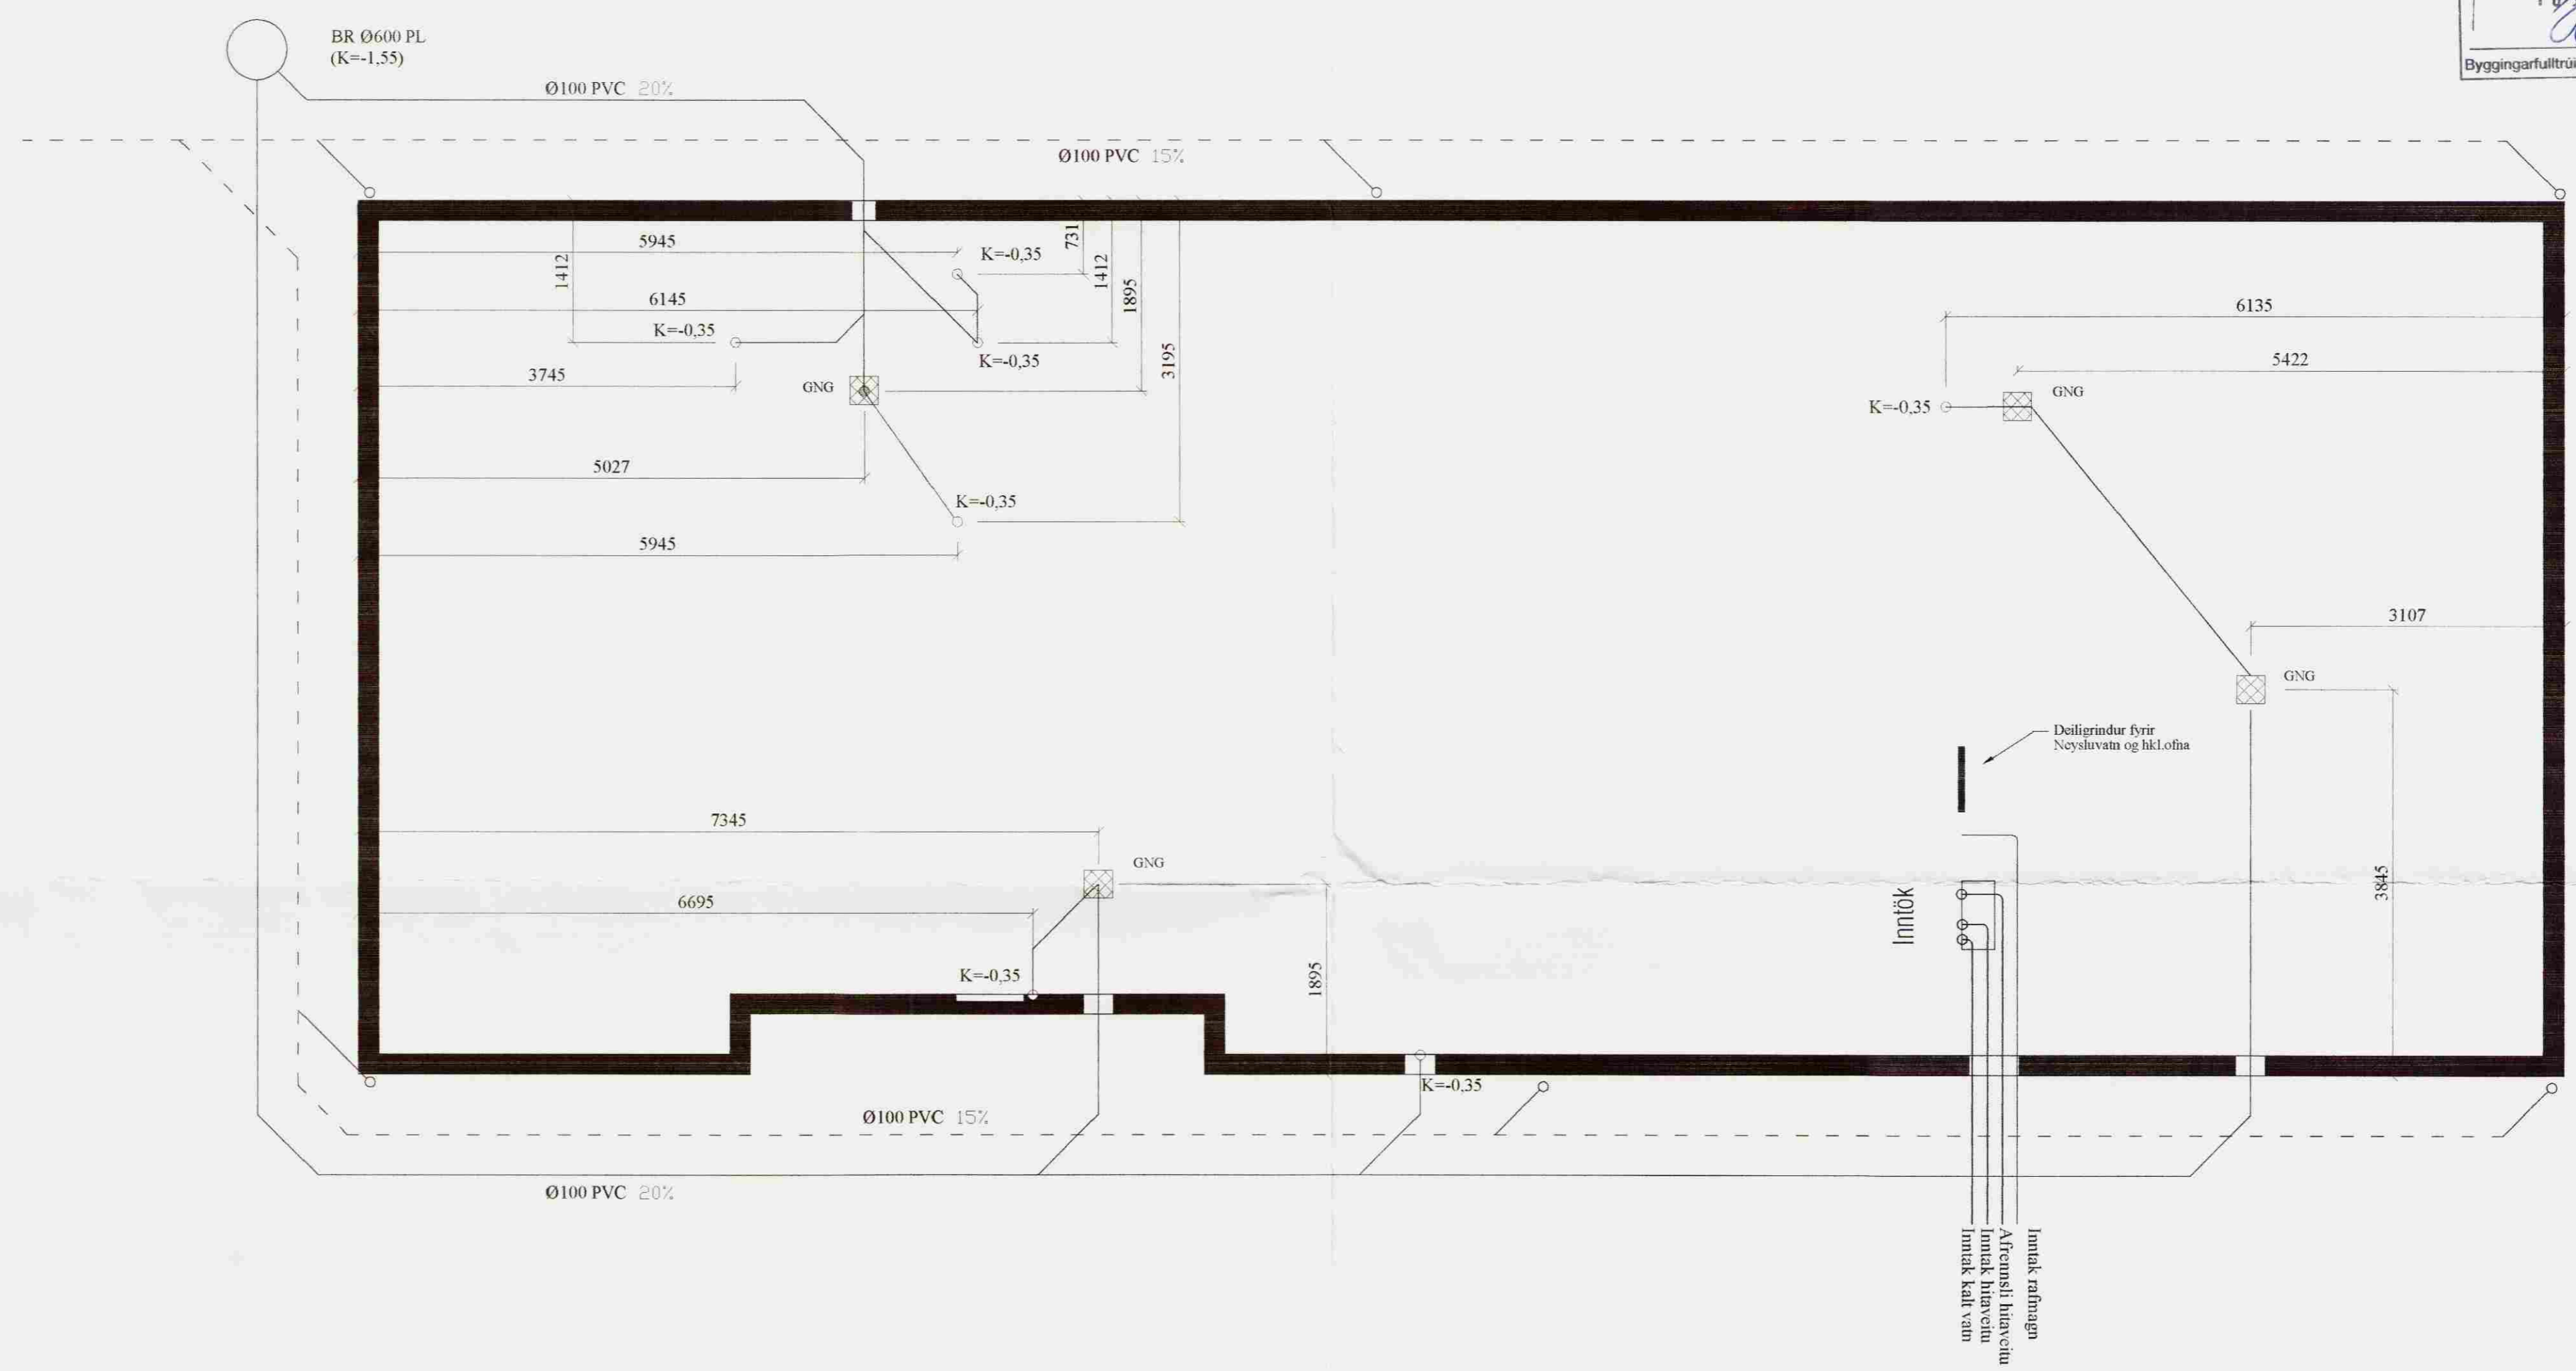 BR Ø600 PL
(K=-1,55)
Byggingarfulltrúi
Ø100 PVC 20%
Ø100 PVC 15%
5945
K=-0,35
731
1412
1412
1895
3195
6145
K=-0,35
K=-0,35
3745
GNG
5027
K=-0,35
5945
6135
5422
K=-0,35
GNG
3107
GNG
Deiligrindur fyrir
Neysluvatn og hkl.ofna
7345
GNG
6695
K=-0,35
1895
Inntök
3845
K=-0,35
Ø100 PVC 15%
Ø100 PVC 20%
Inntak rafmagn
Afrennsli hitaveitu
Inntak hitaveitu
Inntak kalt vatn